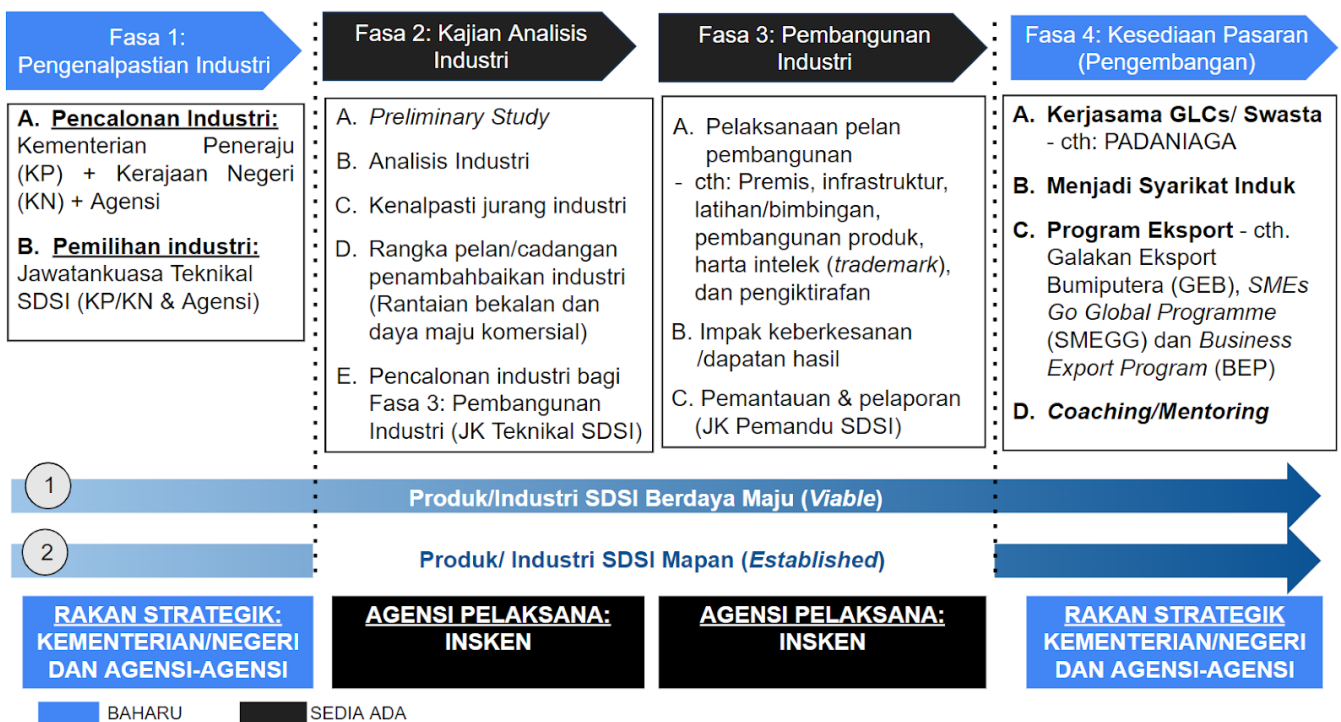 Fasa 1:
Pengenalpastian Industri
A. Pencalonan Industri:
Kementerian Peneraju
(KP) + Kerajaan Negeri
(KN) + Agensi
B. Pemilihan industri:
Jawatankuasa Teknikal
SDSI (KP/KN & Agensi)
Fasa 2: Kajian Analisis
Industri
A. Preliminary Study
B. Analisis Industri
C. Kenalpasti jurang industri
D. Rangka pelan/cadangan
penambahbaikan industri
(Rantaian bekalan dan
daya maju komersial)
E. Pencalonan industri bagi
Fasa 3: Pembangunan
Industri (JK Teknikal SDSI)
Fasa 3: Pembangunan
Industri
A. Pelaksanaan pelan
pembangunan
- cth: Premis, infrastruktur,
latihan/bimbingan,
pembangunan produk,
harta intelek (trademark),
dan pengiktirafan
B. Impak keberkesanan
/dapatan hasil
C. Pemantauan & pelaporan
(JK Pemandu SDSI)
Fasa 4: Kesediaan Pasaran
(Pengembangan)
A. Kerjasama GLCs/ Swasta
- cth: PADANIAGA
B. Menjadi Syarikat Induk
C. Program Eksport - cth.
Galakan Eksport
Bumiputera (GEB), SMEs
Go Global Programme
(SMEGG) dan Business
Export Program (BEP)
D. Coaching/Mentoring
1
Produk/Industri SDSI Berdaya Maju (Viable)
2
Produk/ Industri SDSI Mapan (Established)
RAKAN STRATEGIK:
KEMENTERIAN/NEGERI
DAN AGENSI-AGENSI
AGENSI PELAKSANA:
INSKEN
AGENSI PELAKSANA:
INSKEN
RAKAN STRATEGIK
KEMENTERIAN/NEGERI
DAN AGENSI-AGENSI
BAHARU
SEDIA ADA